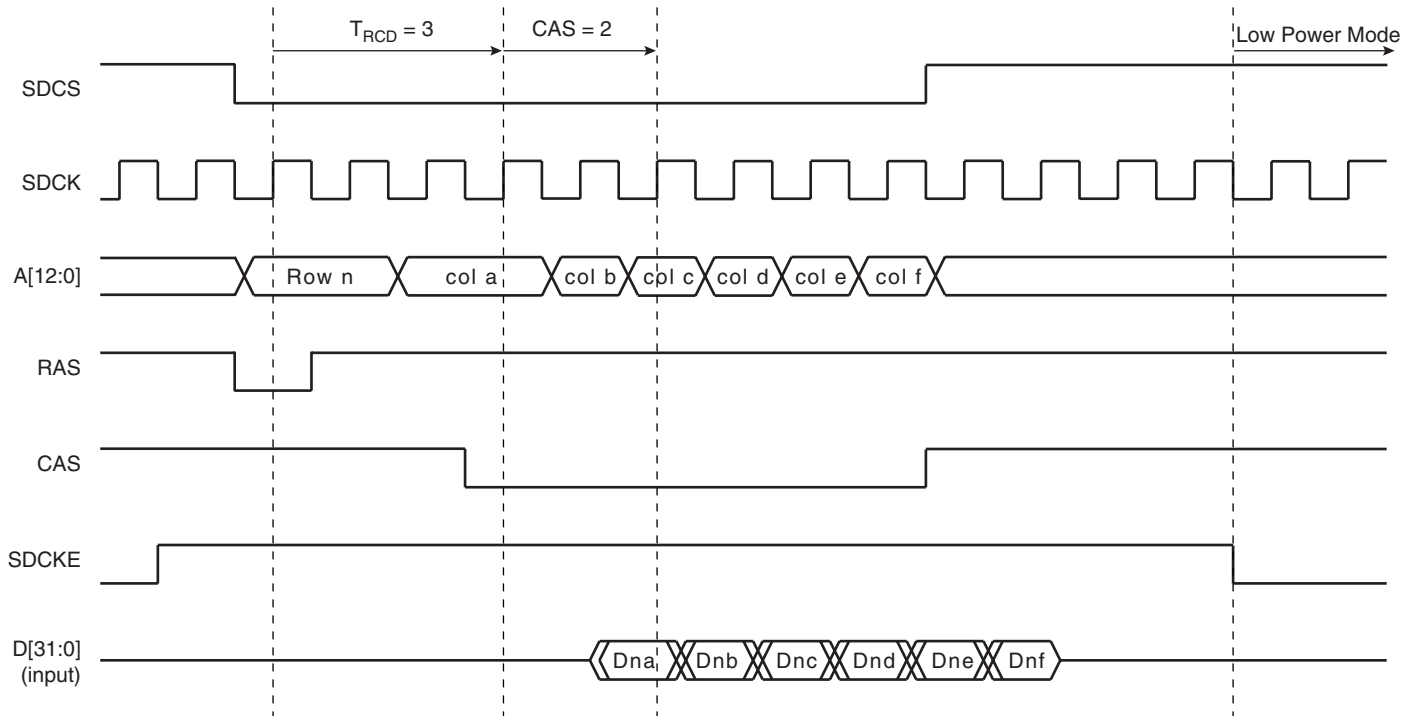 T_RCD = 3
CAS = 2
Low Power Mode
SDCS
SDCK
A[12:0]
Row n
col a
col b
col c
col d
col e
col f
RAS
CAS
SDCKE
D[31:0]
(input)
Dna
Dnb
Dnc
Dnd
Dne
Dnf